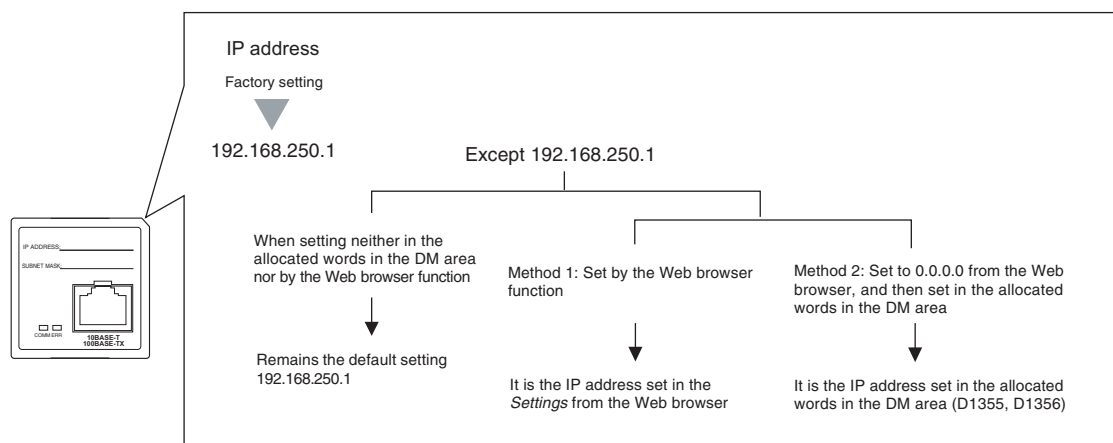 IP address
Factory setting
192.168.250.1
Except 192.168.250.1
When setting neither in the
allocated words in the DM area
nor by the Web browser function
Remains the default setting
192.168.250.1
Method 1: Set by the Web browser
function
It is the IP address set in the
Settings from the Web browser
Method 2: Set to 0.0.0.0 from the Web
browser, and then set in the allocated
words in the DM area
It is the IP address set in the allocated
words in the DM area (D1355, D1356)
IP ADDRESS:
SUBNET MASK:
COMM ERR
10BASE-T
100BASE-TX